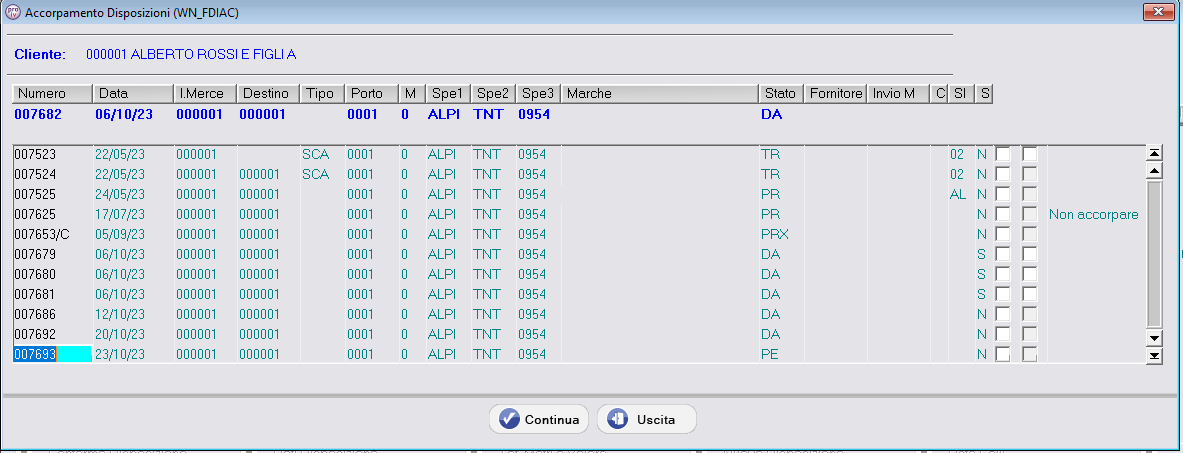 Accorpamento Disposizioni (WN_FDIAC)
Cliente: 000001 ALBERTO ROSSI E FIGLI A
Numero Data I.Merce Destino Tipo Porto M Spe1 Spe2 Spe3 Marche Stato Fornitore Invio M C SI S
007682 06/10/23 000001 000001 0001 0 ALPI TNT 0954 DA
007523 22/05/23 000001 SCA 0001 0 ALPI TNT 0954 TR 02 N
007524 22/05/23 000001 000001 SCA 0001 0 ALPI TNT 0954 TR 02 N
007525 24/05/23 000001 000001 0001 0 ALPI TNT 0954 PR AL N
007625 17/07/23 000001 000001 0001 0 ALPI TNT 0954 PR N Non accorpare
007653/C 05/09/23 000001 000001 0001 0 ALPI TNT 0954 PRX N
007679 06/10/23 000001 000001 0001 0 ALPI TNT 0954 DA S
007680 06/10/23 000001 000001 0001 0 ALPI TNT 0954 DA S
007681 06/10/23 000001 000001 0001 0 ALPI TNT 0954 DA S
007686 12/10/23 000001 000001 0001 0 ALPI TNT 0954 DA N
007692 20/10/23 000001 000001 0001 0 ALPI TNT 0954 DA N
007693 23/10/23 000001 000001 0001 0 ALPI TNT 0954 PE N
Continua Uscita